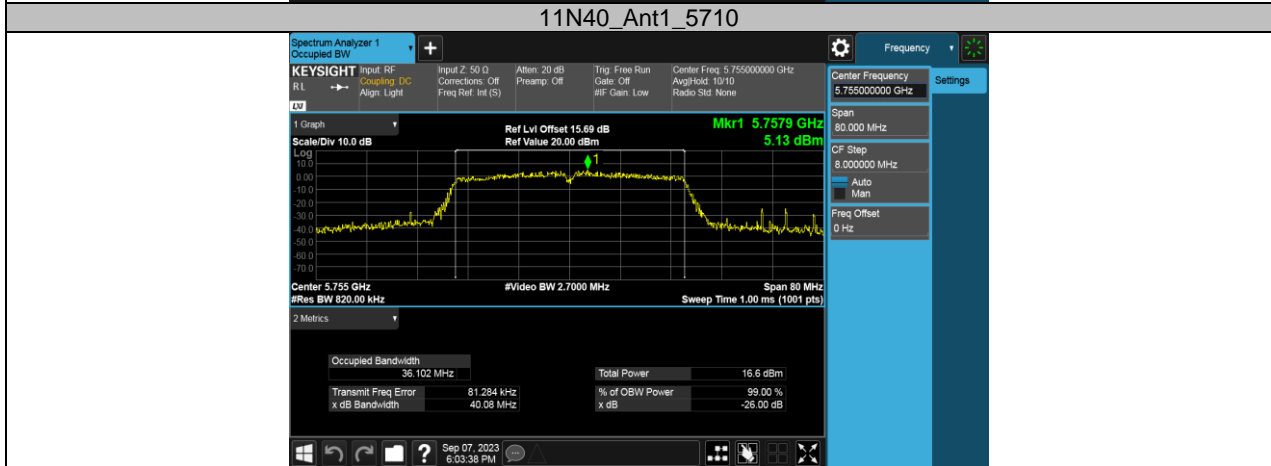 11N40_Ant1_5710
Spectrum Analyzer 1
Occupied BW
+
Frequency
KEYSIGHT
RL
LXI
Input: RF
Coupling: DC
Align: Light
Input Z: 50 Ω
Corrections: Off
Freq Ref: Int (S)
Atten: 20 dB
Preamp: Off
Trig: Free Run
Gate: Off
#IF Gain: Low
Center Freq: 5.755000000 GHz
Avg|Hold: 10/10
Radio Std: None
Center Frequency
5.755000000 GHz
Settings
Span
80.000 MHz
CF Step
8.000000 MHz
Auto
Man
Freq Offset
0 Hz
1 Graph
Scale/Div 10.0 dB
Ref Lvl Offset 15.69 dB
Ref Value 20.00 dBm
Mkr1 5.7579 GHz
5.13 dBm
Log
10.0
0.00
-10.0
-20.0
-30.0
-40.0
-50.0
-60.0
-70.0
1
Center 5.755 GHz
#Video BW 2.7000 MHz
Span 80 MHz
#Res BW 820.00 kHz
Sweep Time 1.00 ms (1001 pts)
2 Metrics
Occupied Bandwidth
36.102 MHz
Total Power 16.6 dBm
Transmit Freq Error 81.284 kHz
% of OBW Power 99.00 %
x dB Bandwidth 40.08 MHz
x dB -26.00 dB
?
Sep 07, 2023
6:03:38 PM